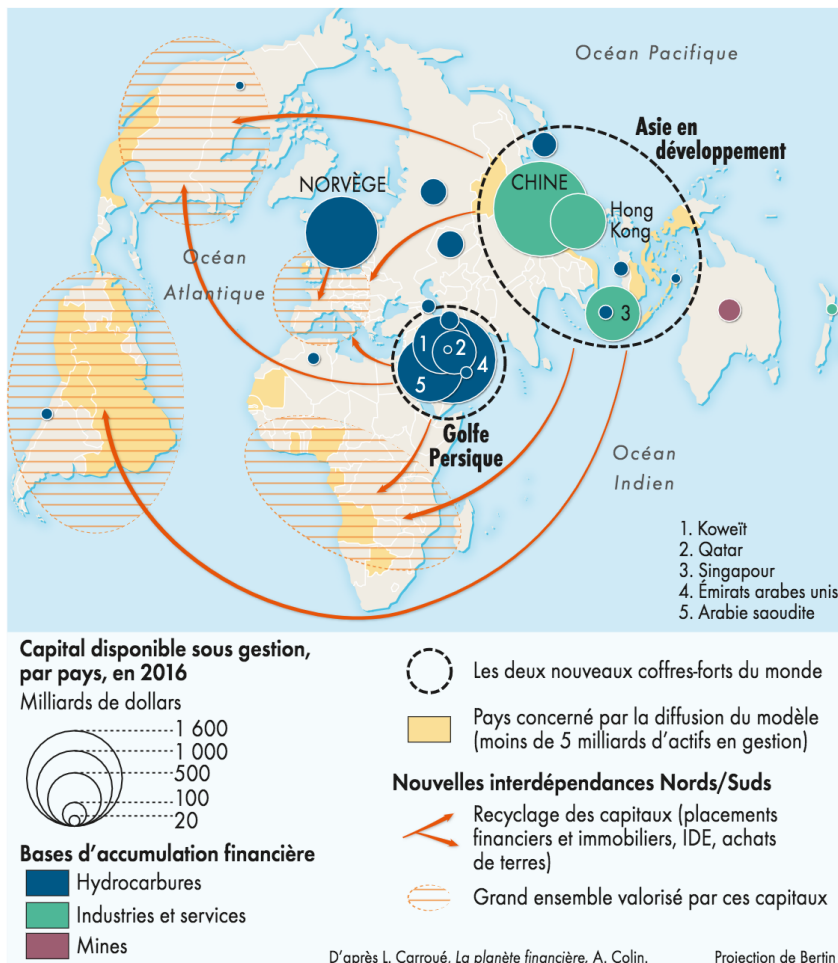 Océan Pacifique
Asie en
développement
NORVÈGE
CHINE
Hong
Kong
Océan
Atlantique
3
1
2
4
5
Golfe
Persique
Océan
Indien
1. Koweït
2. Qatar
3. Singapour
4. Émirats arabes unis
5. Arabie saoudite
Capital disponible sous gestion,
par pays, en 2016
Milliards de dollars
1 600
1 000
500
100
20
Bases d'accumulation financière
Hydrocarbures
Industries et services
Mines
Les deux nouveaux coffres-forts du monde
Pays concerné par la diffusion du modèle
(moins de 5 milliards d'actifs en gestion)
Nouvelles interdépendances Nords/Suds
Recyclage des capitaux (placements
financiers et immobiliers, IDE, achats
de terres)
Grand ensemble valorisé par ces capitaux
D'après L. Carroué, La planète financière, A. Colin.
Projection de Bertin